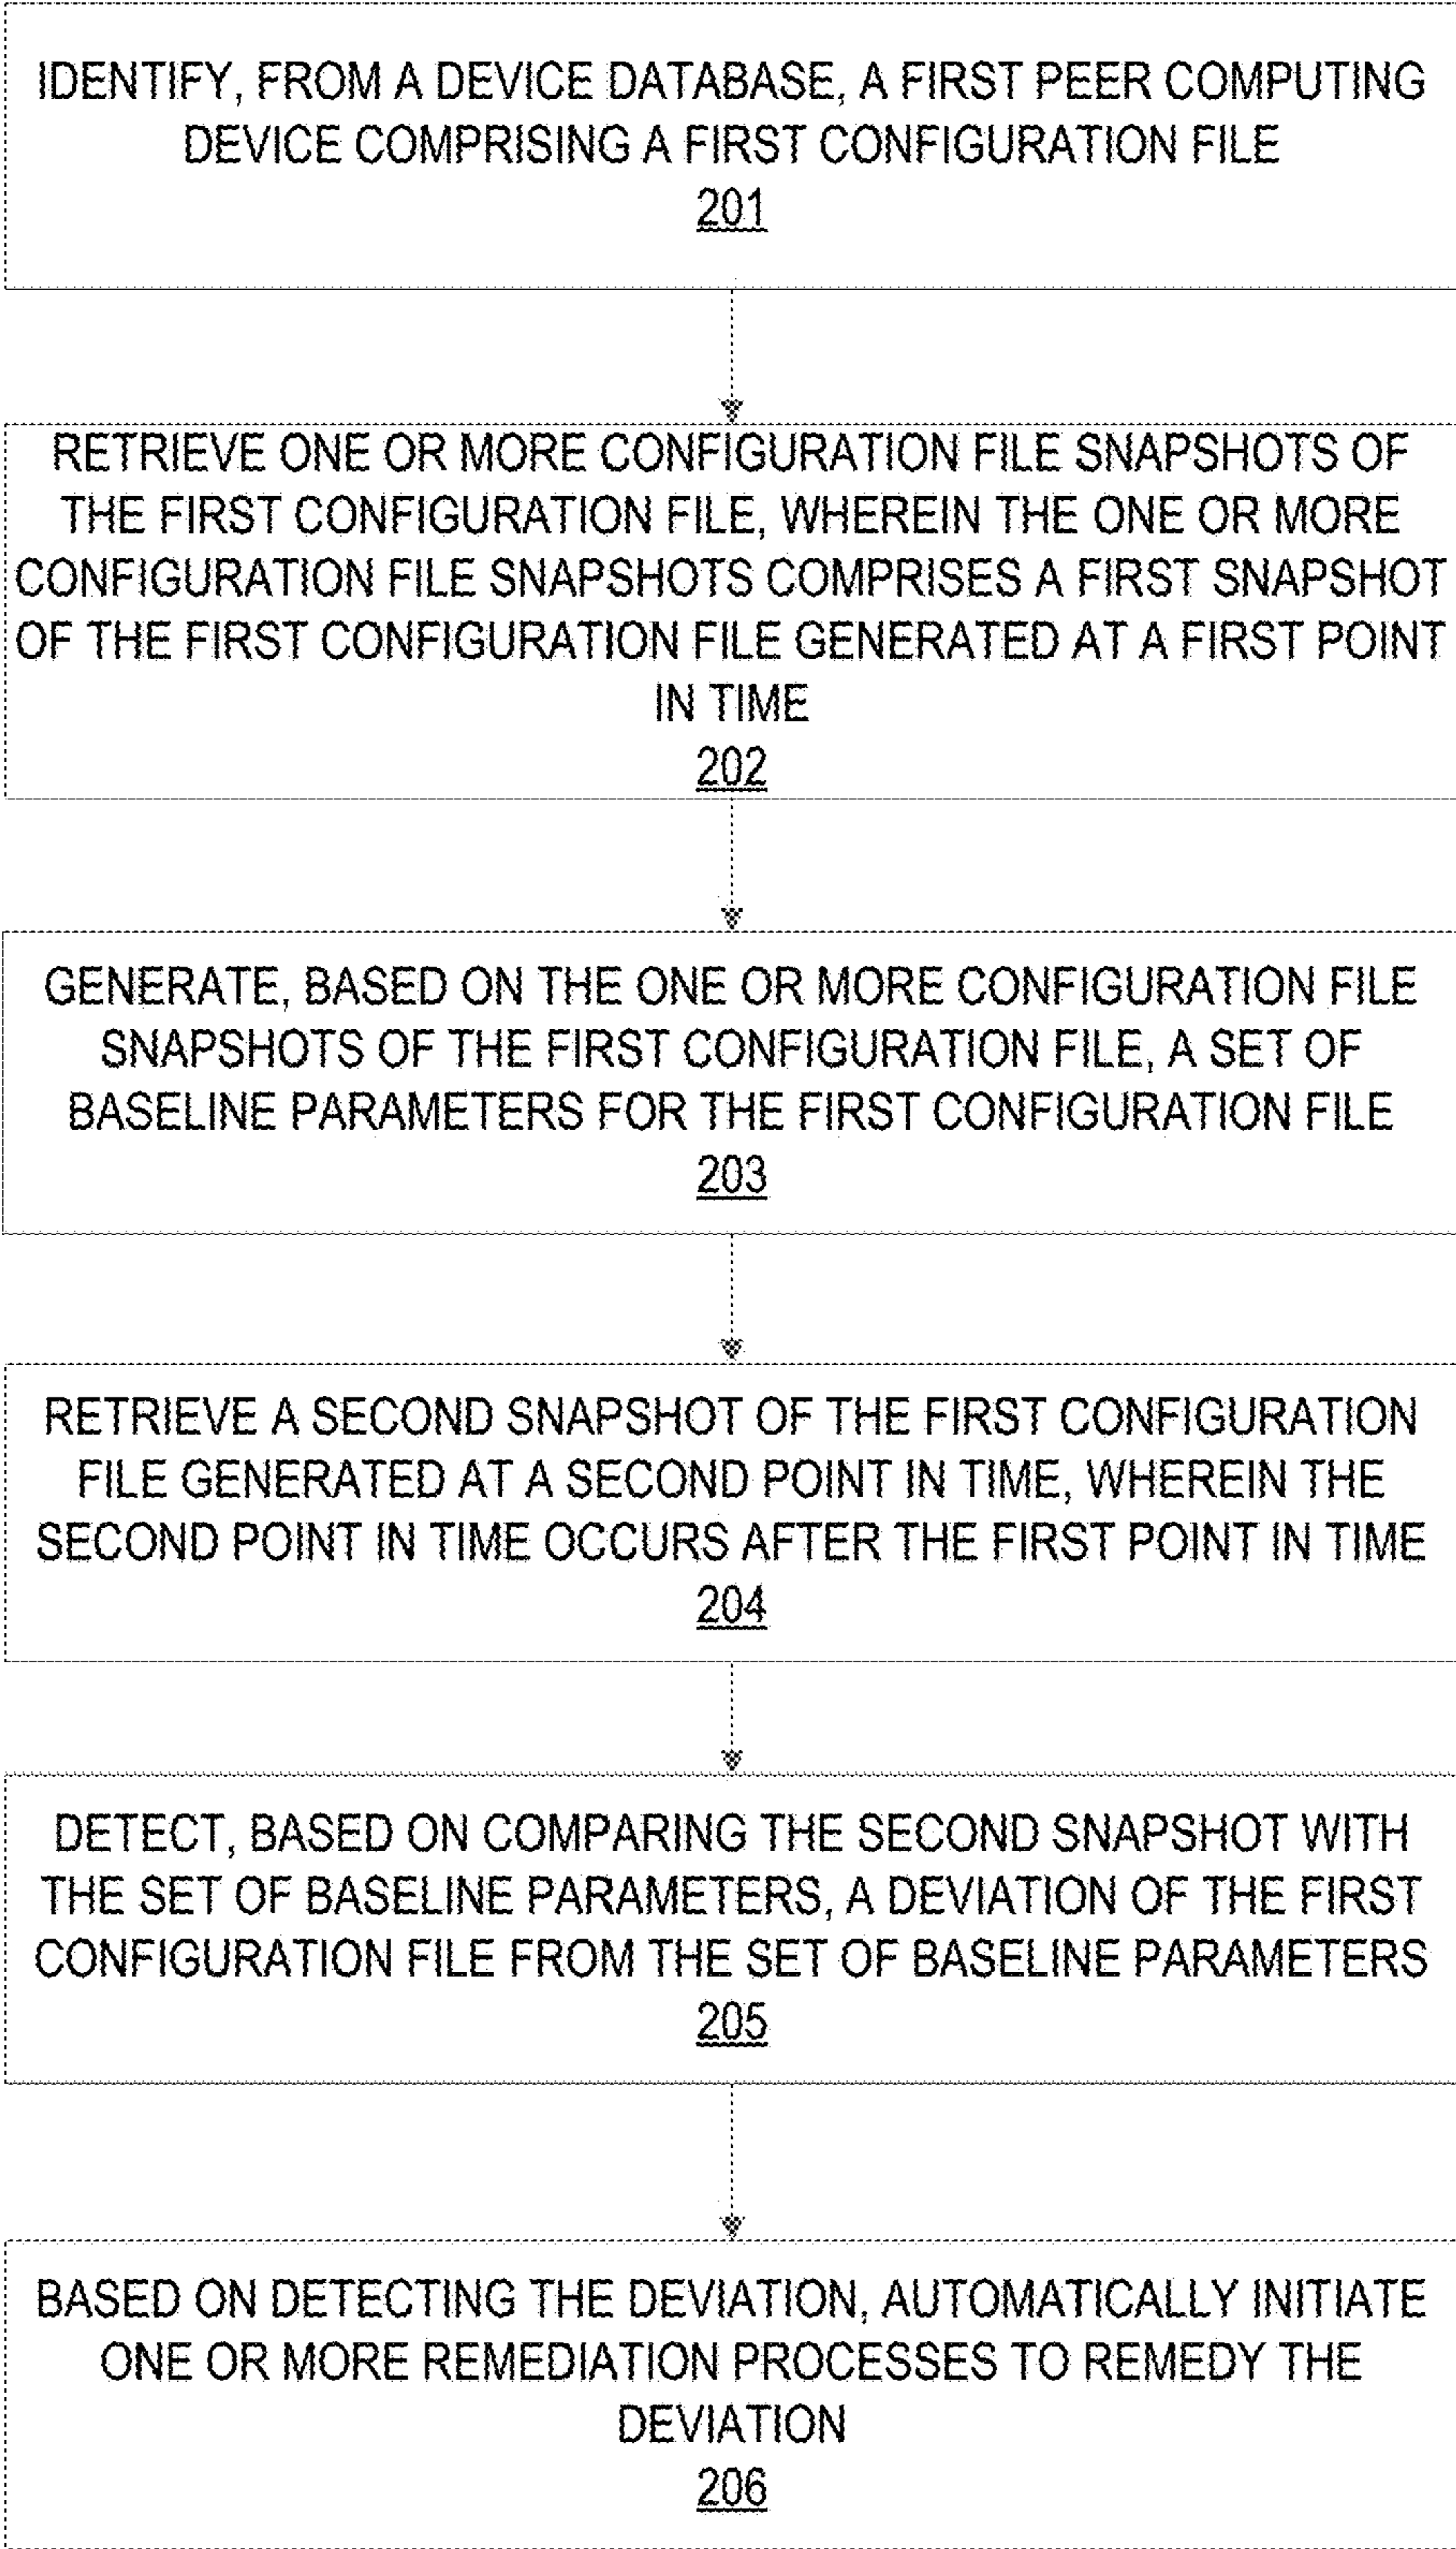 IDENTIFY, FROM A DEVICE DATABASE, A FIRST PEER COMPUTING
DEVICE COMPRISING A FIRST CONFIGURATION FILE
201
RETRIEVE ONE OR MORE CONFIGURATION FILE SNAPSHOTS OF
THE FIRST CONFIGURATION FILE, WHEREIN THE ONE OR MORE
CONFIGURATION FILE SNAPSHOTS COMPRISES A FIRST SNAPSHOT
OF THE FIRST CONFIGURATION FILE GENERATED AT A FIRST POINT
IN TIME
202
GENERATE, BASED ON THE ONE OR MORE CONFIGURATION FILE
SNAPSHOTS OF THE FIRST CONFIGURATION FILE, A SET OF
BASELINE PARAMETERS FOR THE FIRST CONFIGURATION FILE
203
RETRIEVE A SECOND SNAPSHOT OF THE FIRST CONFIGURATION
FILE GENERATED AT A SECOND POINT IN TIME, WHEREIN THE
SECOND POINT IN TIME OCCURS AFTER THE FIRST POINT IN TIME
204
DETECT, BASED ON COMPARING THE SECOND SNAPSHOT WITH
THE SET OF BASELINE PARAMETERS, A DEVIATION OF THE FIRST
CONFIGURATION FILE FROM THE SET OF BASELINE PARAMETERS
205
BASED ON DETECTING THE DEVIATION, AUTOMATICALLY INITIATE
ONE OR MORE REMEDIATION PROCESSES TO REMEDY THE
DEVIATION
206